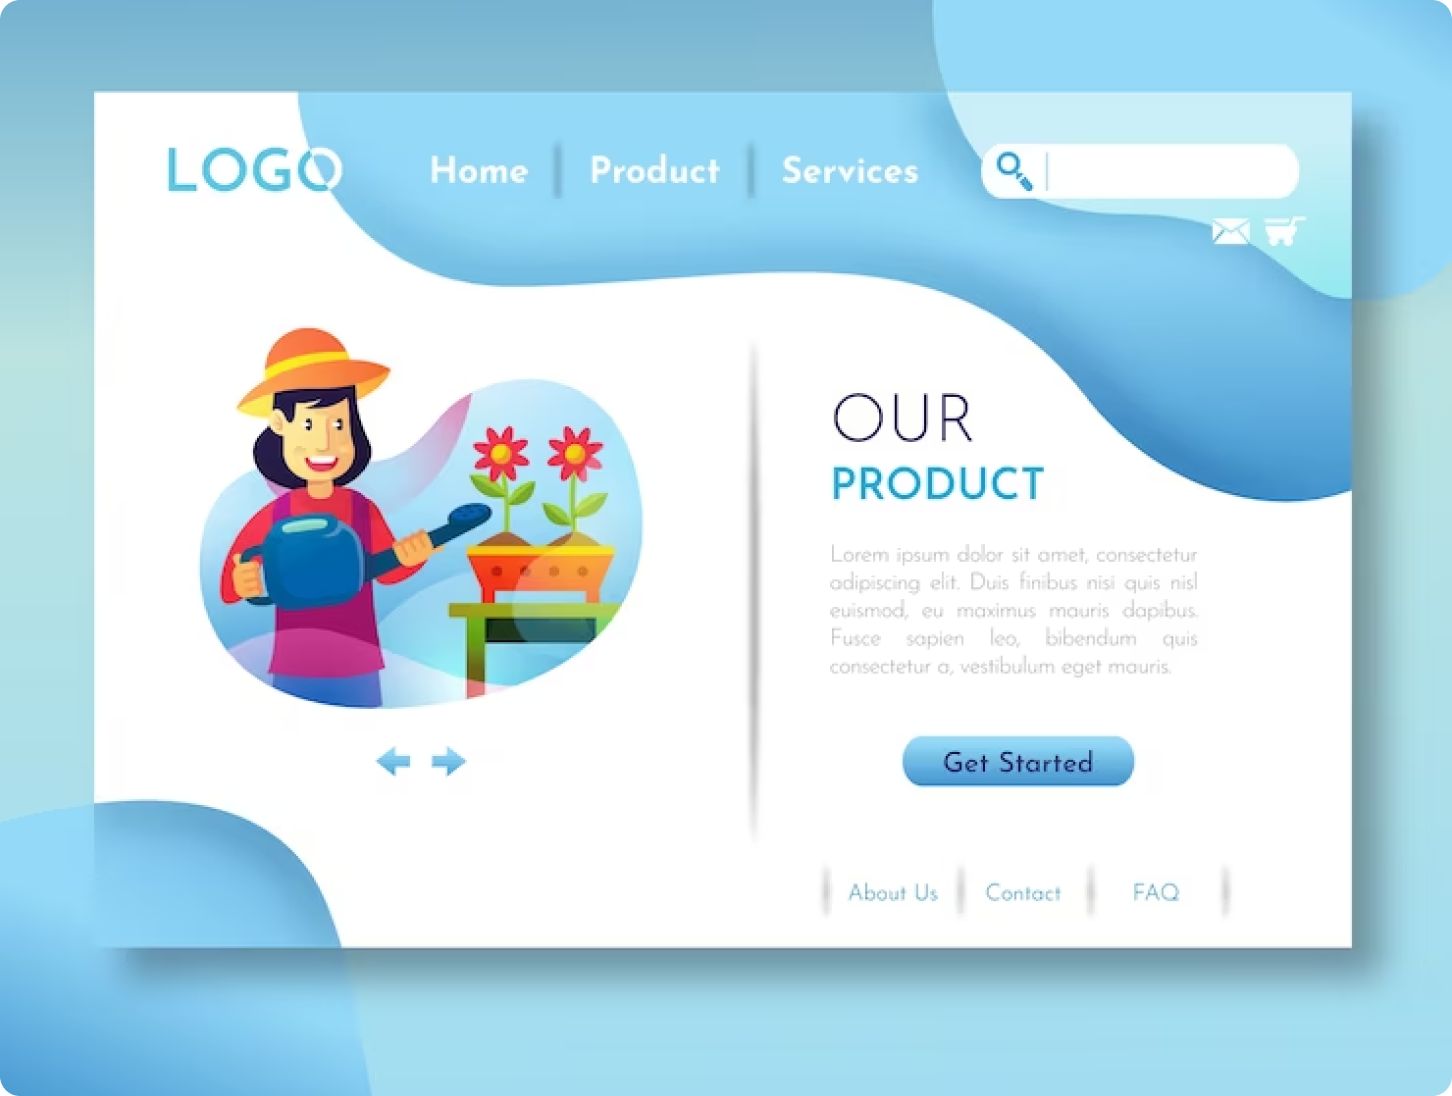 LOGO
Home
Product
Services
OUR
PRODUCT
Lorem ipsum dolor sit amet, consectetur
adipiscing elit. Duis finibus nisi quis nisl
euismod, eu maximus mauris dapibus.
Fusce sapien leo, bibendum quis
consectetur a, vestibulum eget mauris.
Get Started
About Us
Contact
FAQ